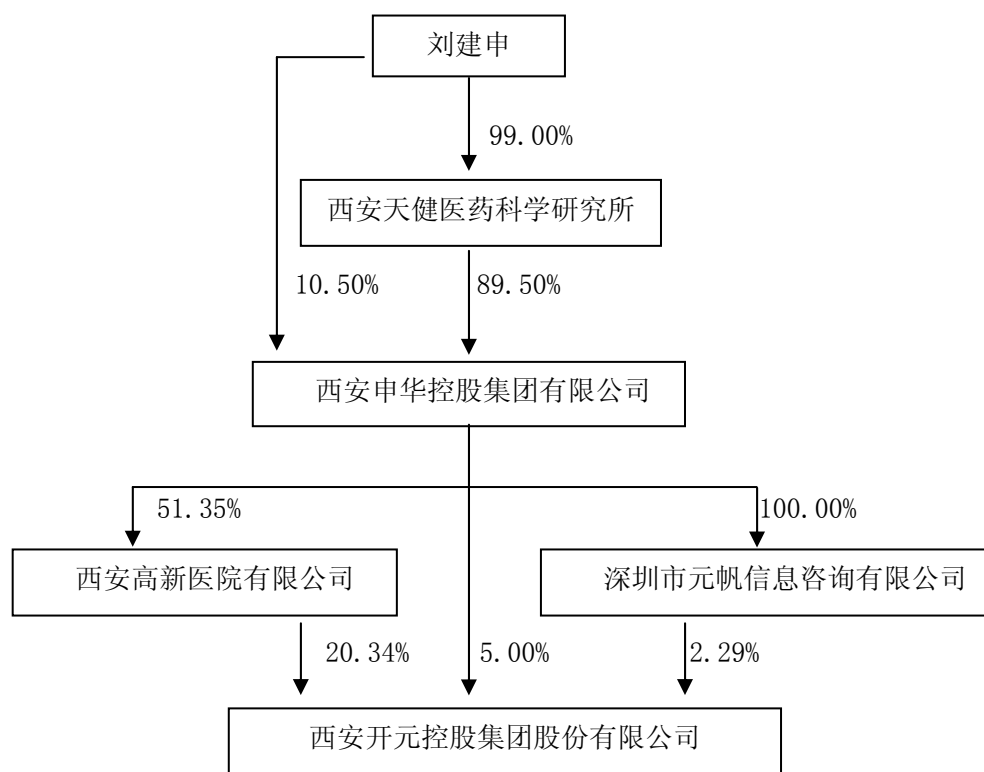 刘建申
99.00%
西安天健医药科学研究所
10.50%
89.50%
西安申华控股集团有限公司
51.35%
100.00%
西安高新医院有限公司
深圳市元帆信息咨询有限公司
20.34%
5.00%
2.29%
西安开元控股集团股份有限公司